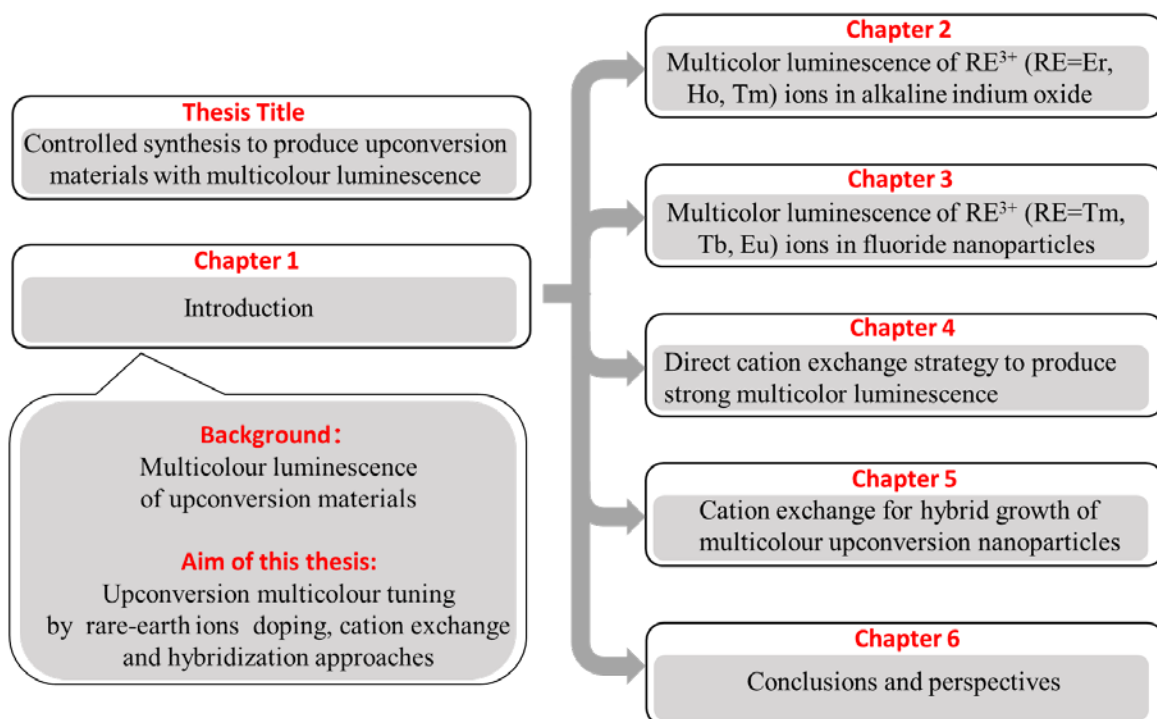 Thesis Title
Controlled synthesis to produce upconversion
materials with multicolour luminescence
Chapter 1
Introduction
Background:
Multicolour luminescence
of upconversion materials
Aim of this thesis:
Upconversion multicolour tuning
by rare-earth ions doping, cation exchange
and hybridization approaches
Chapter 2
Multicolor luminescence of RE³⁺ (RE=Er,
Ho, Tm) ions in alkaline indium oxide
Chapter 3
Multicolor luminescence of RE³⁺ (RE=Tm,
Tb, Eu) ions in fluoride nanoparticles
Chapter 4
Direct cation exchange strategy to produce
strong multicolor luminescence
Chapter 5
Cation exchange for hybrid growth of
multicolour upconversion nanoparticles
Chapter 6
Conclusions and perspectives